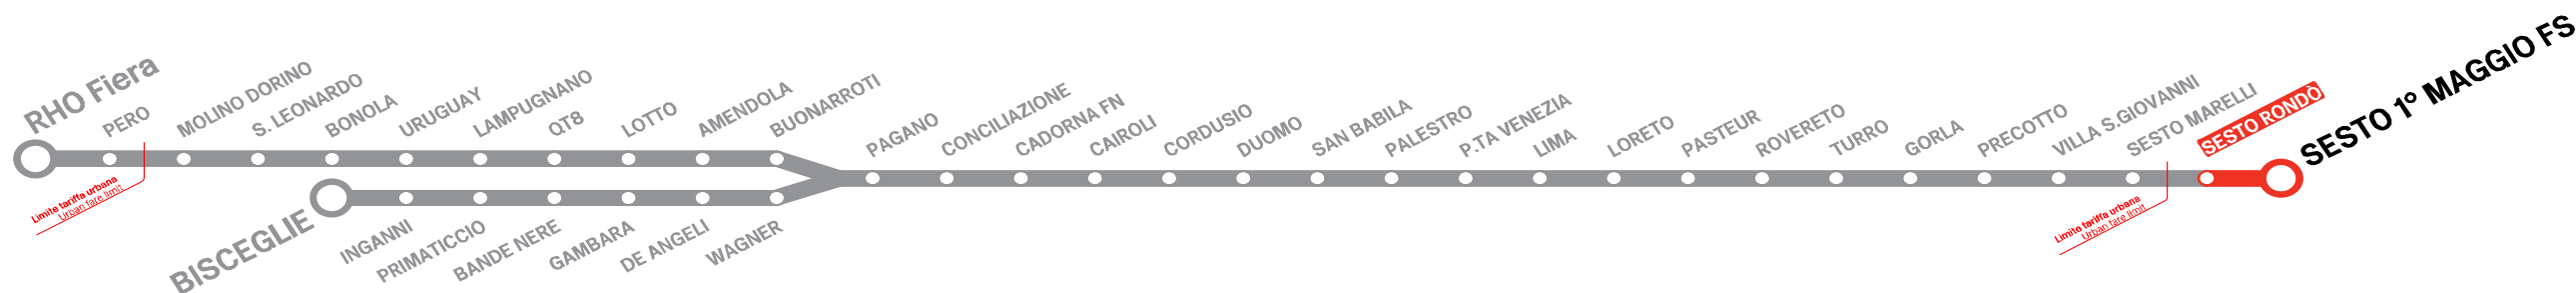 RHO Fiera
PERO
MOLINO DORINO
S. LEONARDO
BONOLA
URUGUAY
LAMPUGNANO
QT8
LOTTO
AMENDOLA
BUONARROTI
PAGANO
CONCILIAZIONE
CADORNA FN
CAIROLI
CORDUSIO
DUOMO
SAN BABILA
PALESTRO
P.TA VENEZIA
LIMA
LORETO
PASTEUR
ROVERETO
TURRO
GORLA
PRECOTTO
VILLA S.GIOVANNI
SESTO MARELLI
SESTO RONDÒ
SESTO 1° MAGGIO FS
Limite tariffa urbana
Urban fare limit
BISCEGLIE
INGANNI
PRIMATICCIO
BANDE NERE
GAMBARA
DE ANGELI
WAGNER
Limite tariffa urbana
Urban fare limit